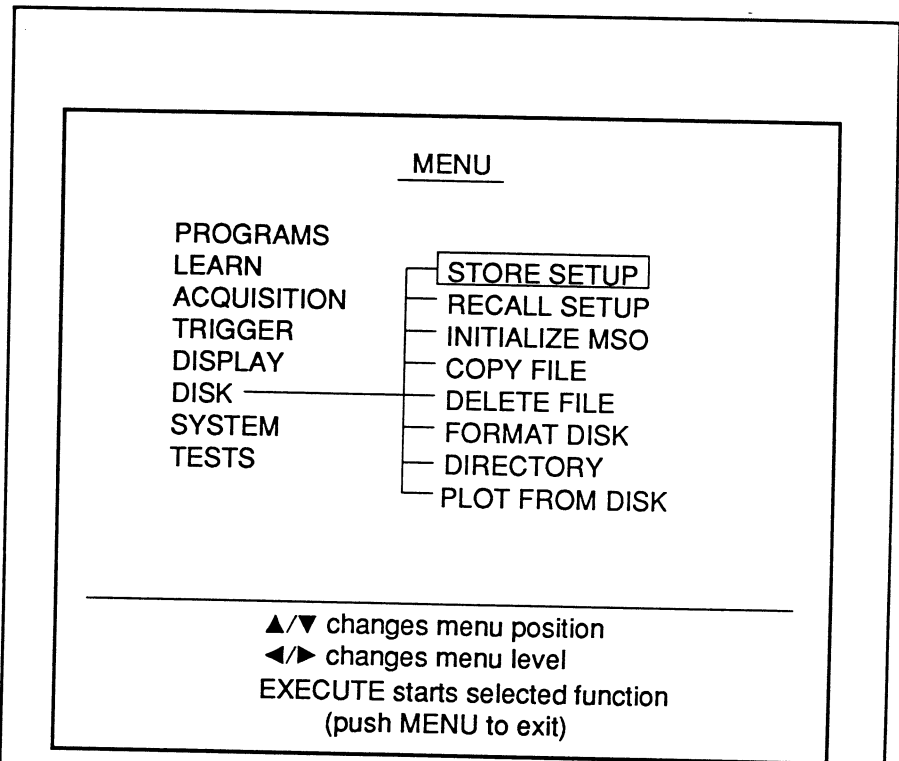 MENU
PROGRAMS
LEARN
ACQUISITION
TRIGGER
DISPLAY
DISK
SYSTEM
TESTS
STORE SETUP
RECALL SETUP
INITIALIZE MSO
COPY FILE
DELETE FILE
FORMAT DISK
DIRECTORY
PLOT FROM DISK
▲/▼ changes menu position
◄/► changes menu level
EXECUTE starts selected function
(push MENU to exit)